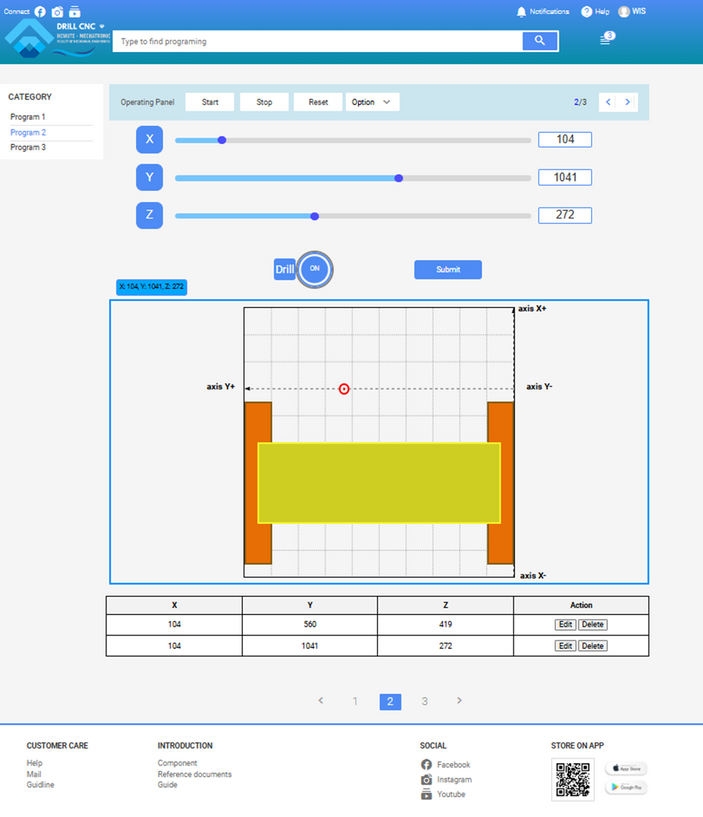 Connect
Notifications
Help
WIS
DRILL CNC
REMOTE - MECHATRONIC
Type to find programing
3
CATEGORY
Program 1
Program 2
Program 3
Operating Panel
Start
Stop
Reset
Option
2/3
X
104
Y
1041
Z
272
Drill
ON
Submit
X: 104, Y: 1041, Z: 272
axis X+
axis Y+
axis Y-
axis X-
X Y Z Action
104 560 419 Edit Delete
104 1041 272 Edit Delete
1 2 3
CUSTOMER CARE
Help
Mail
Guidline
INTRODUCTION
Component
Reference documents
Guide
SOCIAL
Facebook
Instagram
Youtube
STORE ON APP
App Store
Google Play